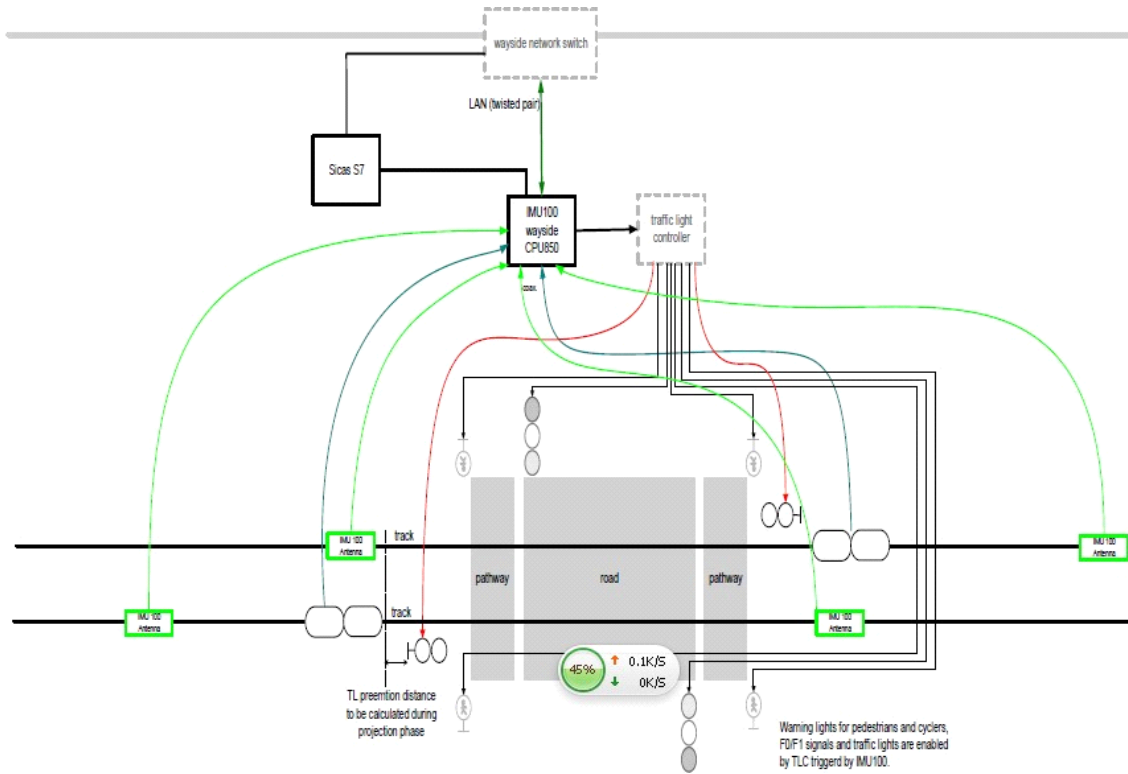 wayside network switch
LAN (twisted pair)
Sicas S7
IMU100
wayside
CPU850
traffic light
controller
coax
IMU 100
Antenna
track
IMU 100
Antenna
pathway
road
pathway
IMU 100
Antenna
track
IMU 100
Antenna
45%
0.1K/S
0K/S
TL preemtion distance
to be calculated during
projection phase
Warning lights for pedestrians and cyclers,
F0/F1 signals and traffic lights are enabled
by TLC triggerd by IMU100.